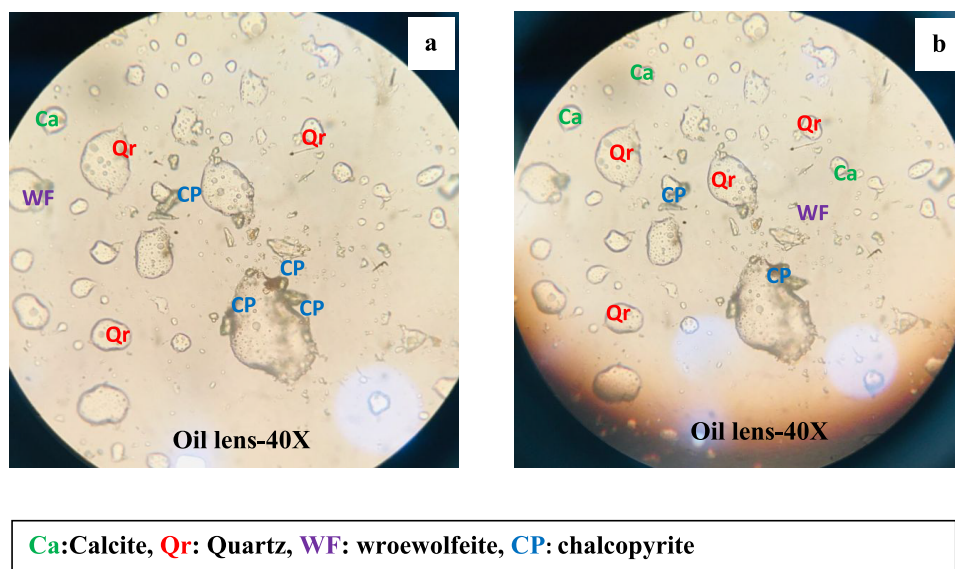 a
Ca
Qr
Qr
WF
CP
CP
CP
CP
Qr
Oil lens-40X
b
Ca
Ca
Qr
Qr
Ca
CP
Qr
WF
CP
Qr
Oil lens-40X
Ca:Calcite, Qr: Quartz, WF: wroewolfeite, CP: chalcopyrite